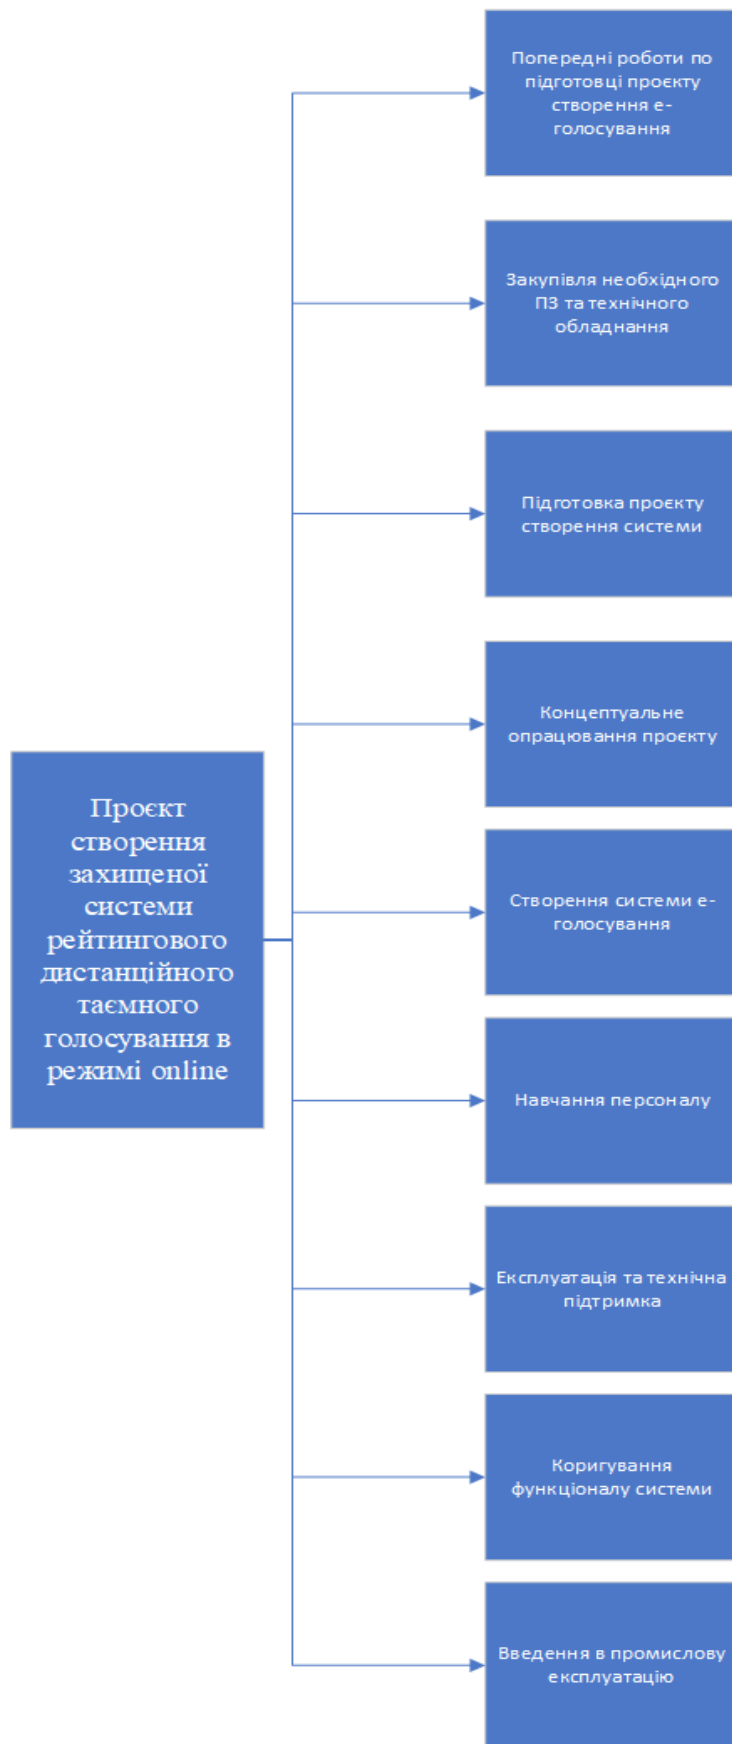 Попередні роботи по
підготовці проєкту
створення е-
голосування
Закупівля необхідного
ПЗ та технічного
обладнання
Підготовка проєкту
створення системи
Концептуальне
опрацювання проєкту
Проєкт
створення
захищеної
системи
рейтингового
дистанційного
таємного
голосування в
режимі online
Створення системи е-
голосування
Навчання персоналу
Експлуатація та технічна
підтримка
Коригування
функціоналу системи
Введення в промислову
експлуатацію